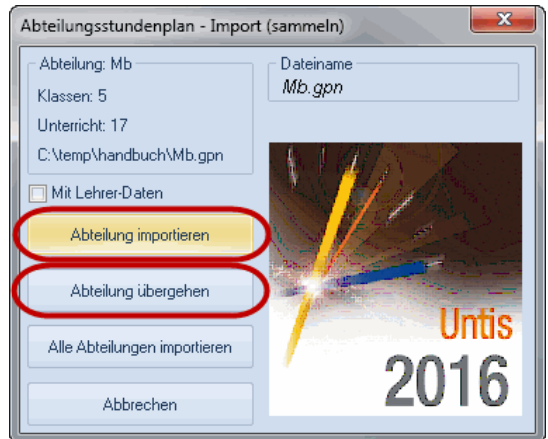 Abteilungsstundenplan - Import (sammeln)
Abteilung: Mb
Klassen: 5
Unterricht: 17
C:\temp\handbuch\Mb.gpn
Dateiname
Mb.gpn
Mit Lehrer-Daten
Abteilung importieren
Abteilung übergehen
Alle Abteilungen importieren
Abbrechen
Untis
2016